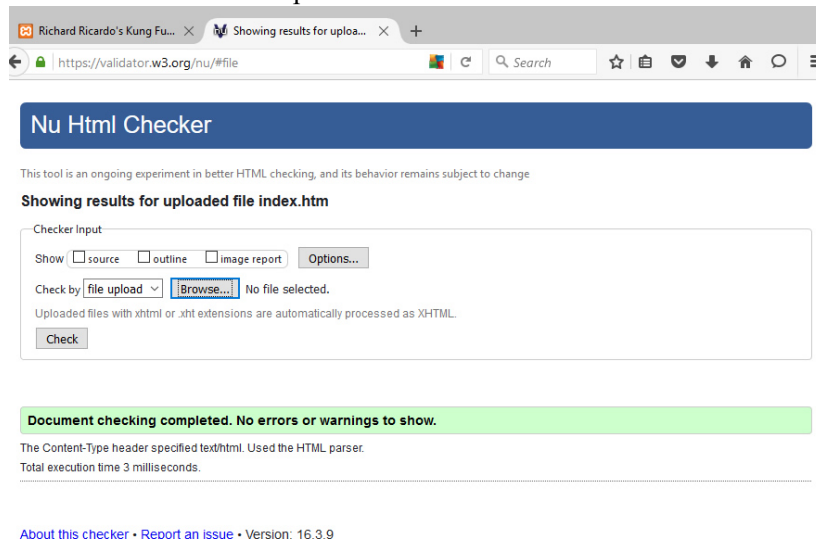 Richard Ricardo's Kung Fu... Showing results for uploa...
https://validator.w3.org/nu/#file Search
Nu Html Checker
This tool is an ongoing experiment in better HTML checking, and its behavior remains subject to change
Showing results for uploaded file index.htm
Checker Input
Show source outline image report Options...
Check by file upload Browse... No file selected.
Uploaded files with xhtml or .xht extensions are automatically processed as XHTML.
Check
Document checking completed. No errors or warnings to show.
The Content-Type header specified text/html. Used the HTML parser.
Total execution time 3 milliseconds.
About this checker • Report an issue • Version: 16.3.9